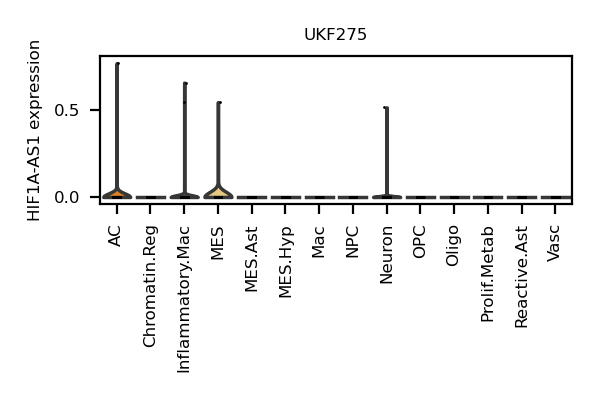 UKF275
HIF1A-AS1 expression
0.5
0.0
AC
Chromatin.Reg
Inflammatory.Mac
MES
MES.Ast
MES.Hyp
Mac
NPC
Neuron
OPC
Oligo
Prolif.Metab
Reactive.Ast
Vasc